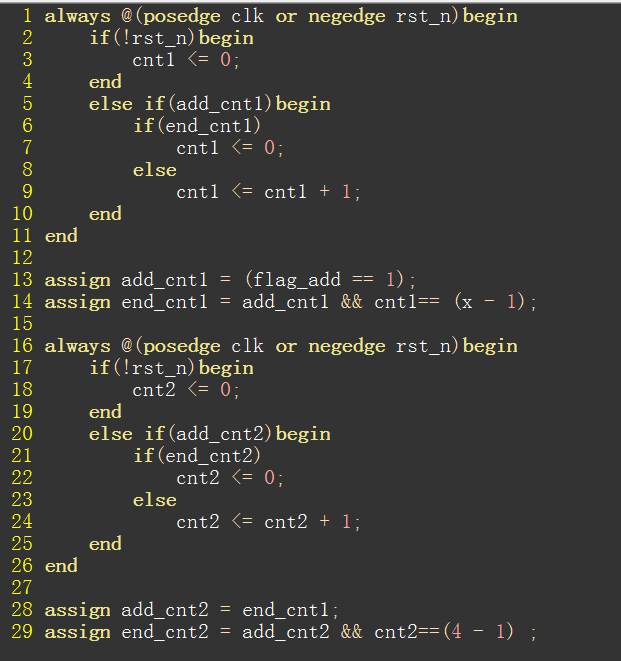 1 always @(posedge clk or negedge rst_n)begin
2     if(!rst_n)begin
3         cnt1 <= 0;
4     end
5     else if(add_cnt1)begin
6         if(end_cnt1)
7             cnt1 <= 0;
8         else
9             cnt1 <= cnt1 + 1;
10     end
11 end
12
13 assign add_cnt1 = (flag_add == 1);
14 assign end_cnt1 = add_cnt1 && cnt1== (x - 1);
15
16 always @(posedge clk or negedge rst_n)begin
17     if(!rst_n)begin
18         cnt2 <= 0;
19     end
20     else if(add_cnt2)begin
21         if(end_cnt2)
22             cnt2 <= 0;
23         else
24             cnt2 <= cnt2 + 1;
25     end
26 end
27
28 assign add_cnt2 = end_cnt1;
29 assign end_cnt2 = add_cnt2 && cnt2==(4 - 1) ;